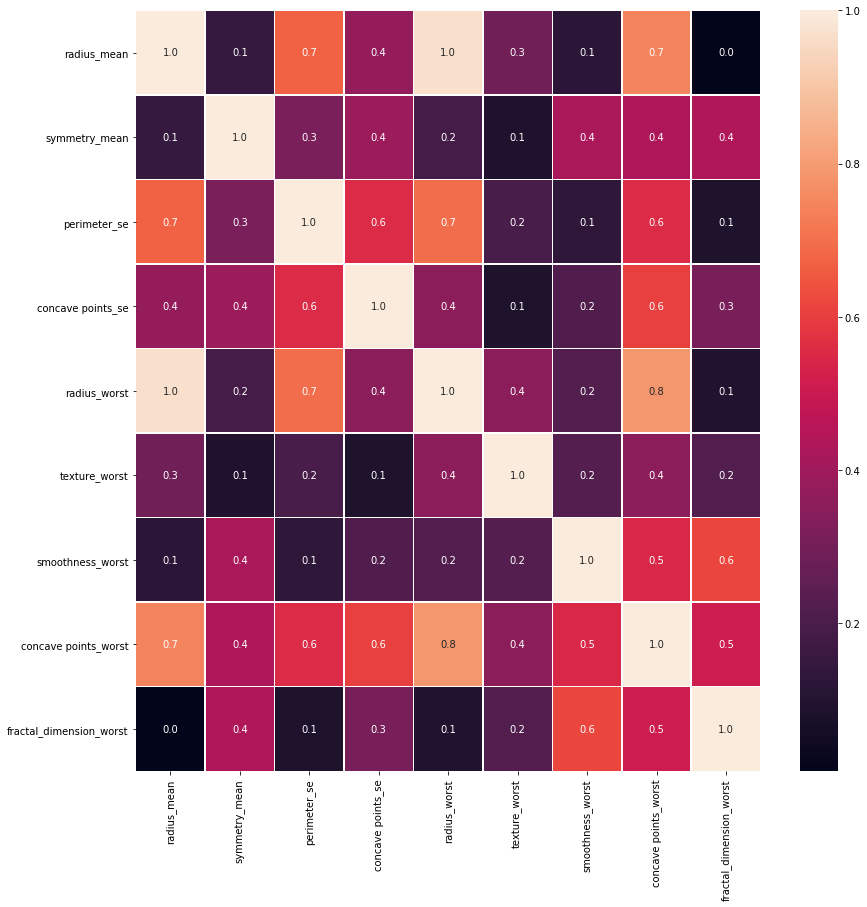 radius_mean 1.0 0.1 0.7 0.4 1.0 0.3 0.1 0.7 0.0
symmetry_mean 0.1 1.0 0.3 0.4 0.2 0.1 0.4 0.4 0.4
perimeter_se 0.7 0.3 1.0 0.6 0.7 0.2 0.1 0.6 0.1
concave points_se 0.4 0.4 0.6 1.0 0.4 0.1 0.2 0.6 0.3
radius_worst 1.0 0.2 0.7 0.4 1.0 0.4 0.2 0.8 0.1
texture_worst 0.3 0.1 0.2 0.1 0.4 1.0 0.2 0.4 0.2
smoothness_worst 0.1 0.4 0.1 0.2 0.2 0.2 1.0 0.5 0.6
concave points_worst 0.7 0.4 0.6 0.6 0.8 0.4 0.5 1.0 0.5
fractal_dimension_worst 0.0 0.4 0.1 0.3 0.1 0.2 0.6 0.5 1.0
radius_mean
symmetry_mean
perimeter_se
concave points_se
radius_worst
texture_worst
smoothness_worst
concave points_worst
fractal_dimension_worst
1.0
0.8
0.6
0.4
0.2